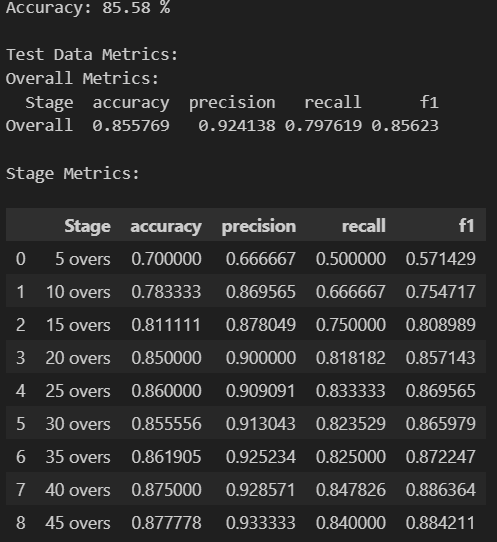 Accuracy: 85.58 %
Test Data Metrics:
Overall Metrics:
Stage accuracy precision recall f1
Overall 0.855769 0.924138 0.797619 0.85623
Stage Metrics:
Stage accuracy precision recall f1
0 5 overs 0.700000 0.666667 0.500000 0.571429
1 10 overs 0.783333 0.869565 0.666667 0.754717
2 15 overs 0.811111 0.878049 0.750000 0.808989
3 20 overs 0.850000 0.900000 0.818182 0.857143
4 25 overs 0.860000 0.909091 0.833333 0.869565
5 30 overs 0.855556 0.913043 0.823529 0.865979
6 35 overs 0.861905 0.925234 0.825000 0.872247
7 40 overs 0.875000 0.928571 0.847826 0.886364
8 45 overs 0.877778 0.933333 0.840000 0.884211